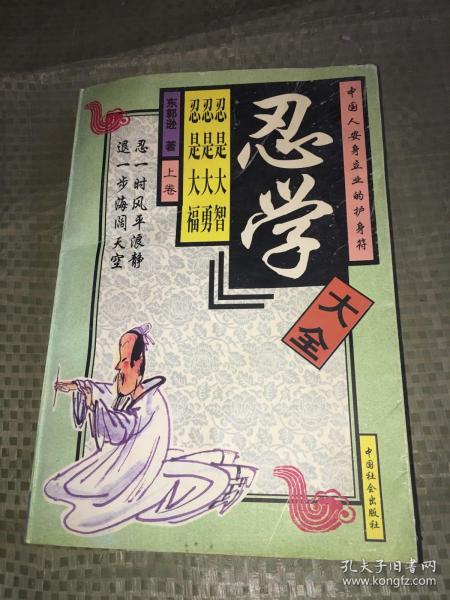 中国人安身立业的护身符
忍学
大全
忍是大智
忍是大勇
忍是大福
东郭逊 著
上卷
忍一时风平浪静
退一步海阔天空
中国社会出版社
孔夫子旧书网
www.kongfz.com